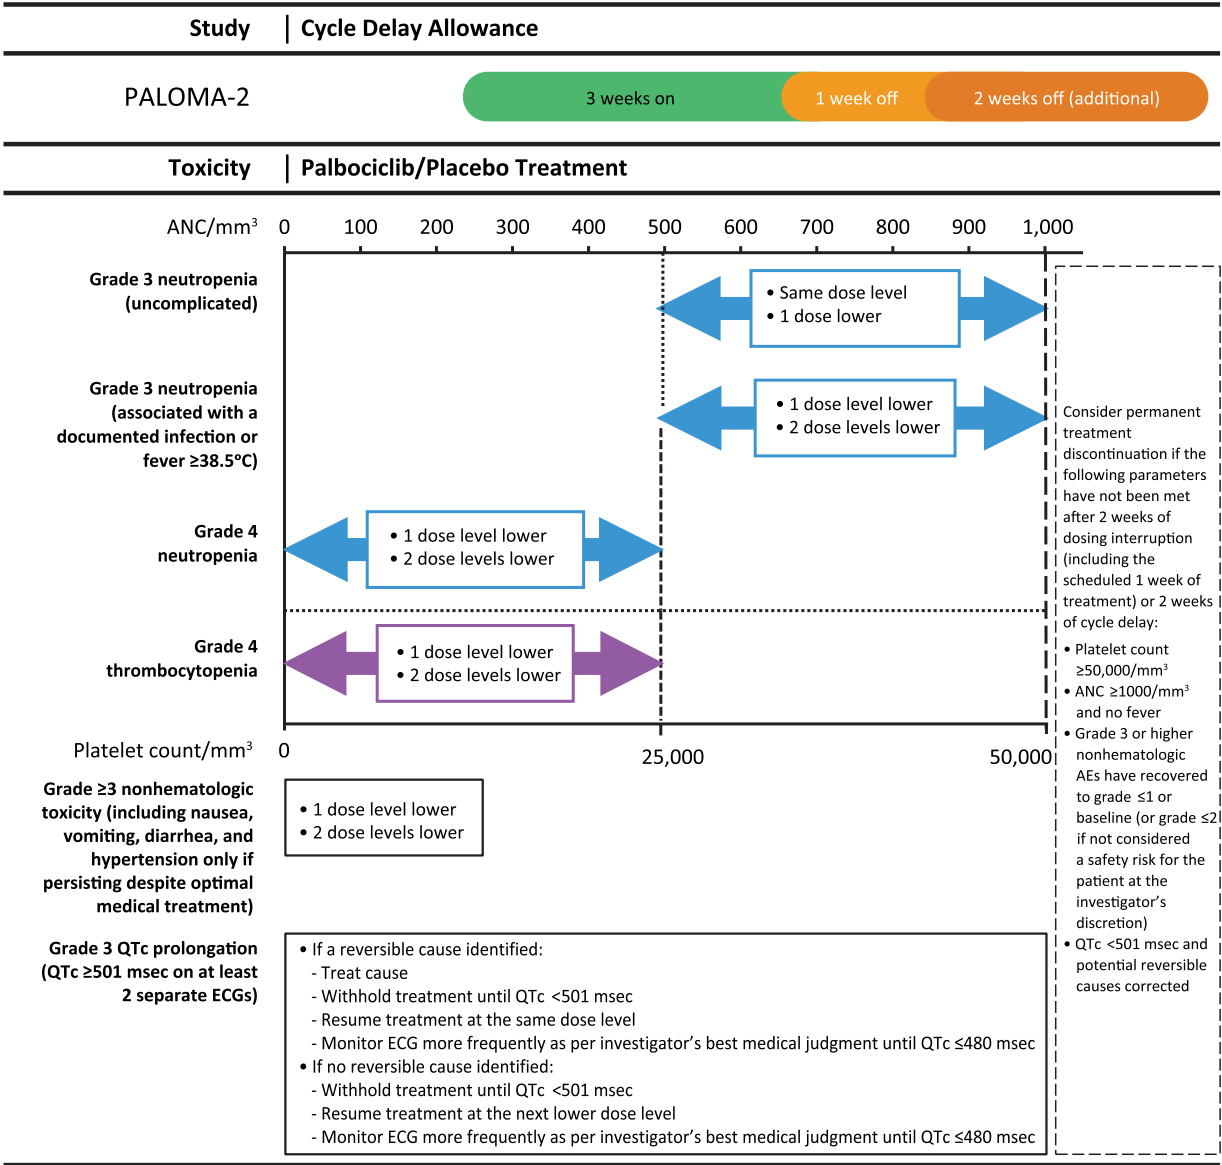 Study | Cycle Delay Allowance
PALOMA-2
3 weeks on
1 week off
2 weeks off (additional)
Toxicity | Palbociclib/Placebo Treatment
ANC/mm³
0 100 200 300 400 500 600 700 800 900 1,000
Grade 3 neutropenia
(uncomplicated)
• Same dose level
• 1 dose lower
Grade 3 neutropenia
(associated with a
documented infection or
fever ≥38.5°C)
• 1 dose level lower
• 2 dose levels lower
Grade 4
neutropenia
• 1 dose level lower
• 2 dose levels lower
Grade 4
thrombocytopenia
• 1 dose level lower
• 2 dose levels lower
Platelet count/mm³
0 25,000 50,000
Grade ≥3 nonhematologic
toxicity (including nausea,
vomiting, diarrhea, and
hypertension only if
persisting despite optimal
medical treatment)
• 1 dose level lower
• 2 dose levels lower
Grade 3 QTc prolongation
(QTc ≥501 msec on at least
2 separate ECGs)
• If a reversible cause identified:
- Treat cause
- Withhold treatment until QTc <501 msec
- Resume treatment at the same dose level
- Monitor ECG more frequently as per investigator's best medical judgment until QTc ≤480 msec
• If no reversible cause identified:
- Withhold treatment until QTc <501 msec
- Resume treatment at the next lower dose level
- Monitor ECG more frequently as per investigator's best medical judgment until QTc ≤480 msec
Consider permanent
treatment
discontinuation if the
following parameters
have not been met
after 2 weeks of
dosing interruption
(including the
scheduled 1 week of
treatment) or 2 weeks
of cycle delay:
• Platelet count
≥50,000/mm³
• ANC ≥1000/mm³
and no fever
• Grade 3 or higher
nonhematologic
AEs have recovered
to grade ≤1 or
baseline (or grade ≤2
if not considered
a safety risk for the
patient at the
investigator's
discretion)
• QTc <501 msec and
potential reversible
causes corrected